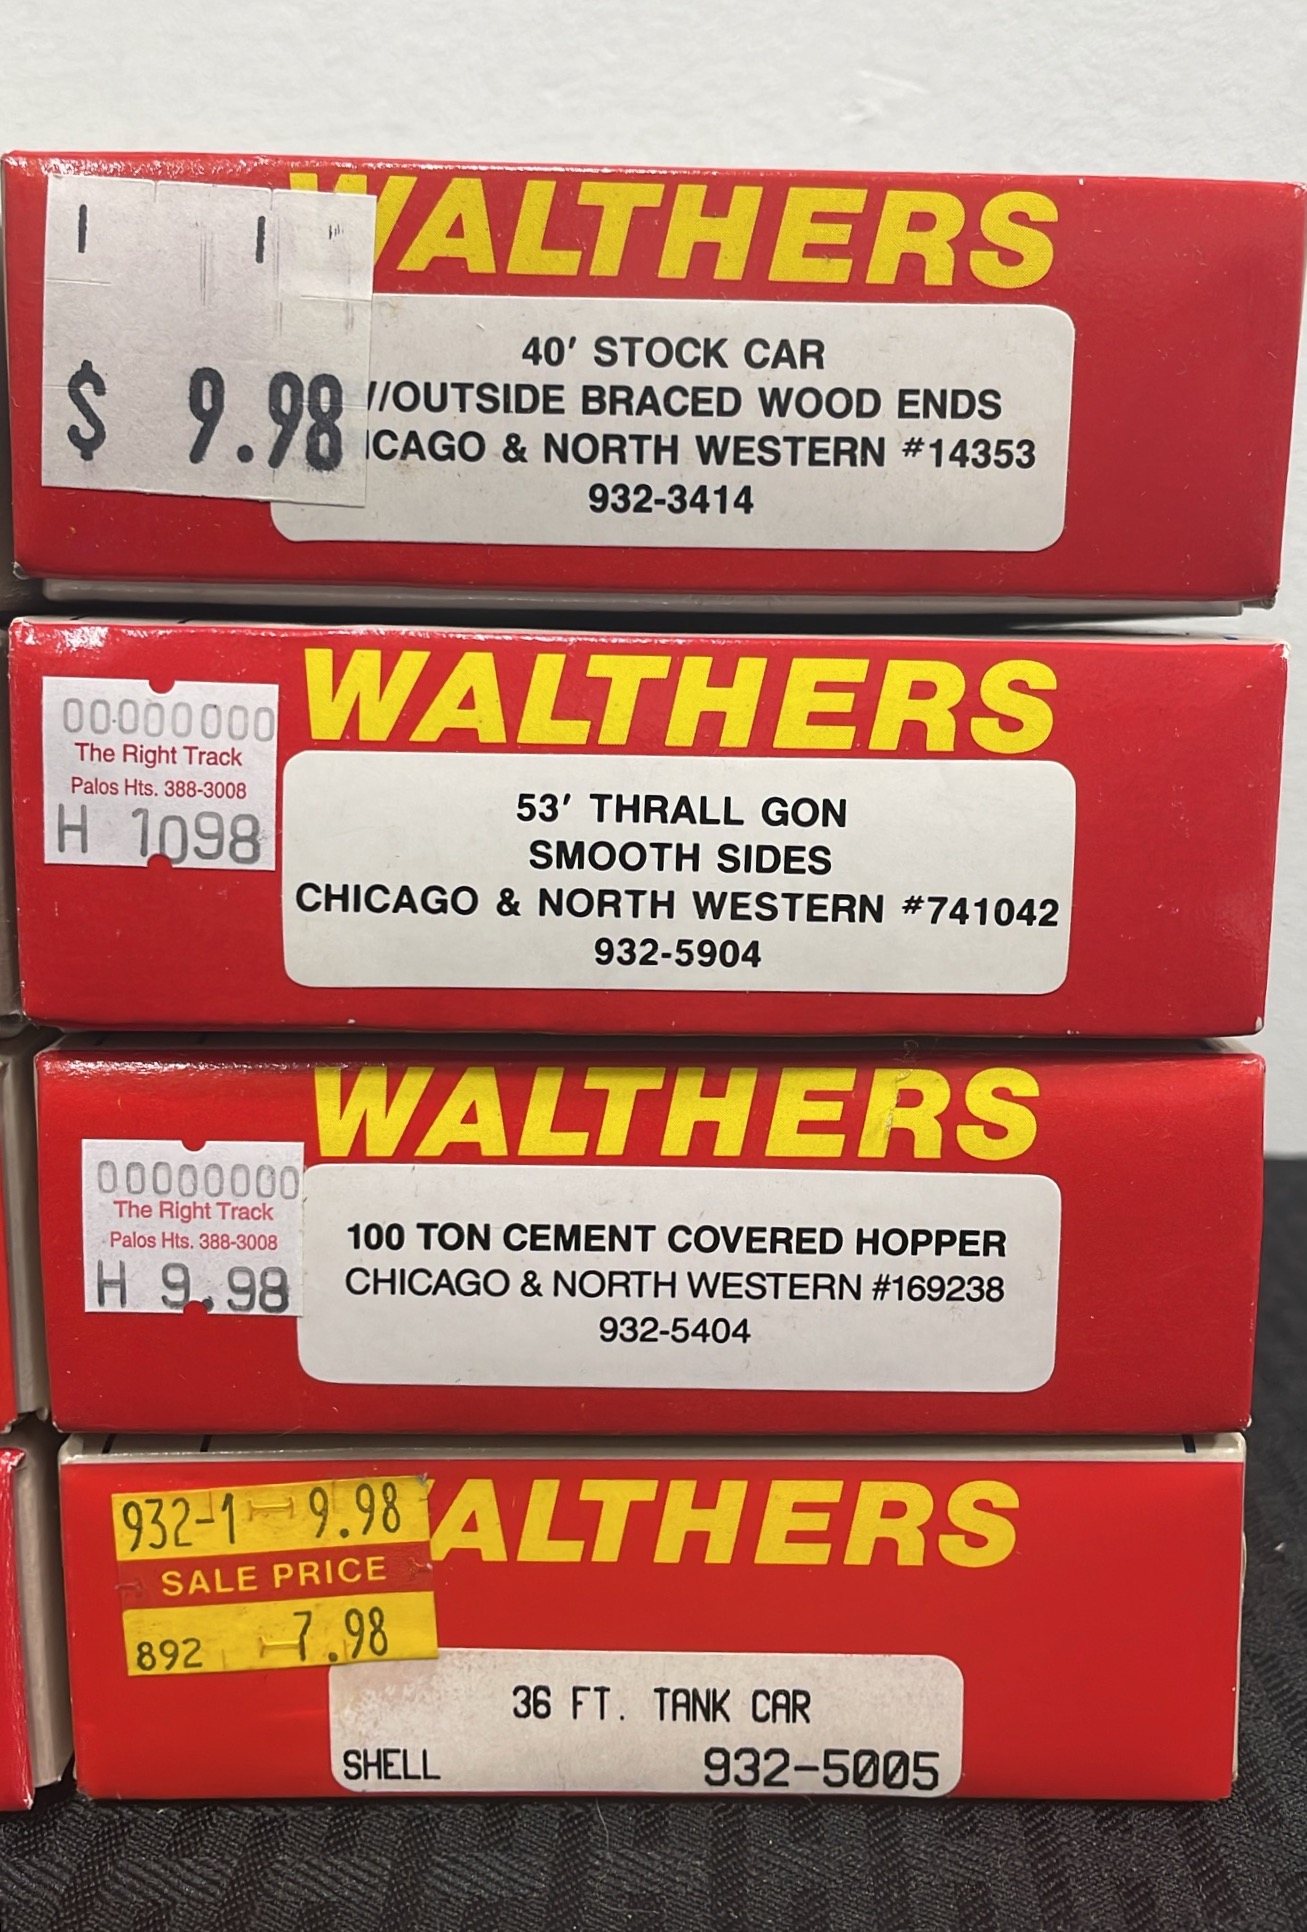 WALTHERS
$ 9.98
40' STOCK CAR
//OUTSIDE BRACED WOOD ENDS
ICAGO & NORTH WESTERN #14353
932-3414
WALTHERS
00000000
The Right Track
Palos Hts. 388-3008
H 1098
53' THRALL GON
SMOOTH SIDES
CHICAGO & NORTH WESTERN #741042
932-5904
WALTHERS
00000000
The Right Track
Palos Hts. 388-3008
H 9.98
100 TON CEMENT COVERED HOPPER
CHICAGO & NORTH WESTERN #169238
932-5404
ALTHERS
932-1 9.98
SALE PRICE
892 7.98
36 FT. TANK CAR
SHELL 932-5005